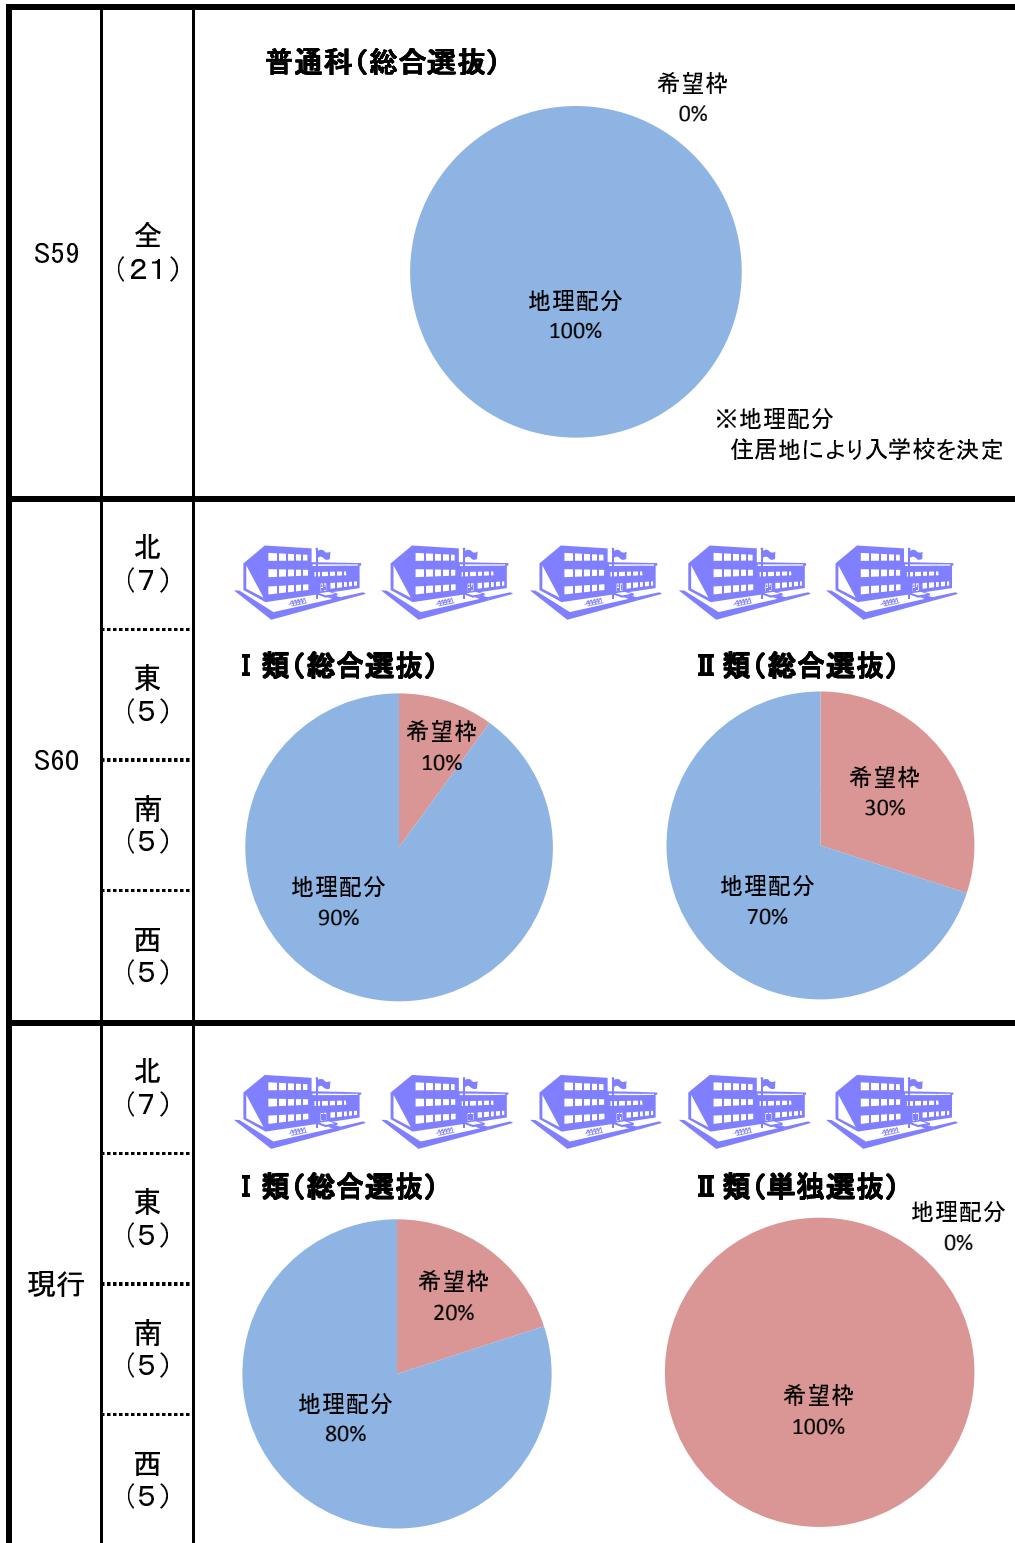 S59
全
（21）
普通科（総合選抜）
希望枠
0%
地理配分
100%
※地理配分
住居地により入学校を決定
S60
北
（7）
東
（5）
南
（5）
西
（5）
Ⅰ類（総合選抜）
希望枠
10%
地理配分
90%
Ⅱ類（総合選抜）
希望枠
30%
地理配分
70%
現行
北
（7）
東
（5）
南
（5）
西
（5）
Ⅰ類（総合選抜）
希望枠
20%
地理配分
80%
Ⅱ類（単独選抜）
地理配分
0%
希望枠
100%